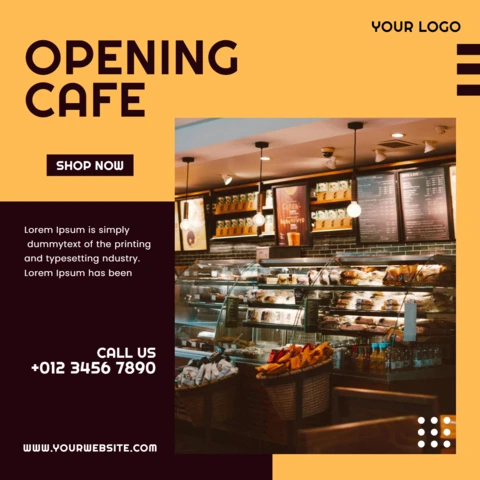 YOUR LOGO
OPENING
CAFE
SHOP NOW
Lorem Ipsum is simply
dummytext of the printing
and typesetting ndustry.
Lorem Ipsum has been
CALL US
+012 3456 7890
WWW.YOURWEBSITE.COM